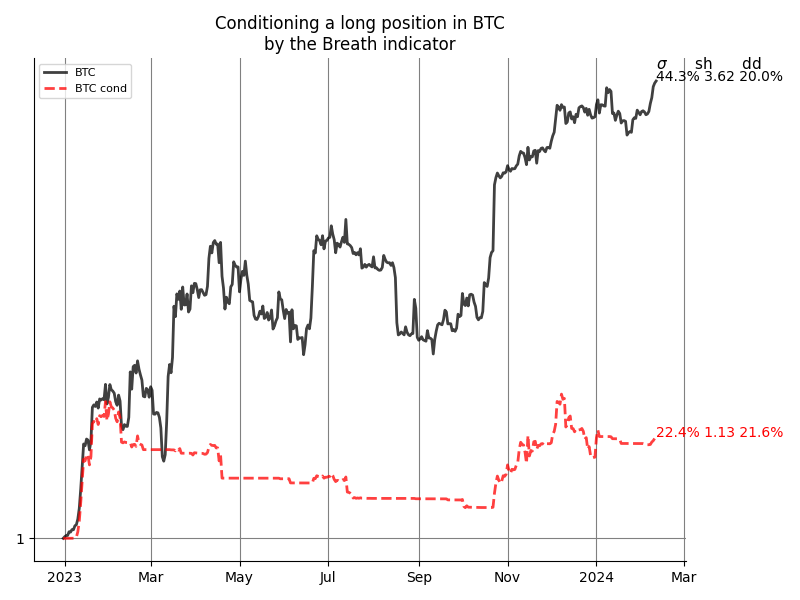 Conditioning a long position in BTC
by the Breath indicator
BTC
BTC cond
σ sh dd
44.3% 3.62 20.0%
22.4% 1.13 21.6%
1
2023 Mar May Jul Sep Nov 2024 Mar